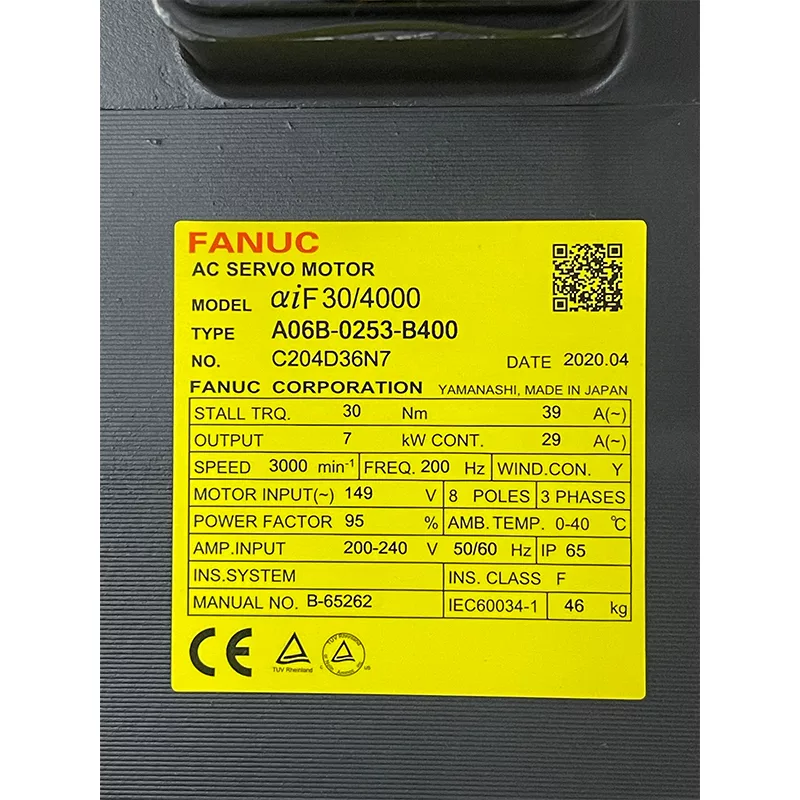 FANUC
AC SERVO MOTOR
MODEL αiF 30/4000
TYPE A06B-0253-B400
NO. C204D36N7 DATE 2020.04
FANUC CORPORATION YAMANASHI, MADE IN JAPAN
STALL TRQ. 30 Nm 39 A(~)
OUTPUT 7 kW CONT. 29 A(~)
SPEED 3000 min-1 FREQ. 200 Hz WIND.CON. Y
MOTOR INPUT(~) 149 V 8 POLES 3 PHASES
POWER FACTOR 95 % AMB. TEMP. 0-40 °C
AMP.INPUT 200-240 V 50/60 Hz IP 65
INS.SYSTEM INS. CLASS F
MANUAL NO. B-65262 IEC60034-1 46 kg
CE
TUV Rheinland
C US